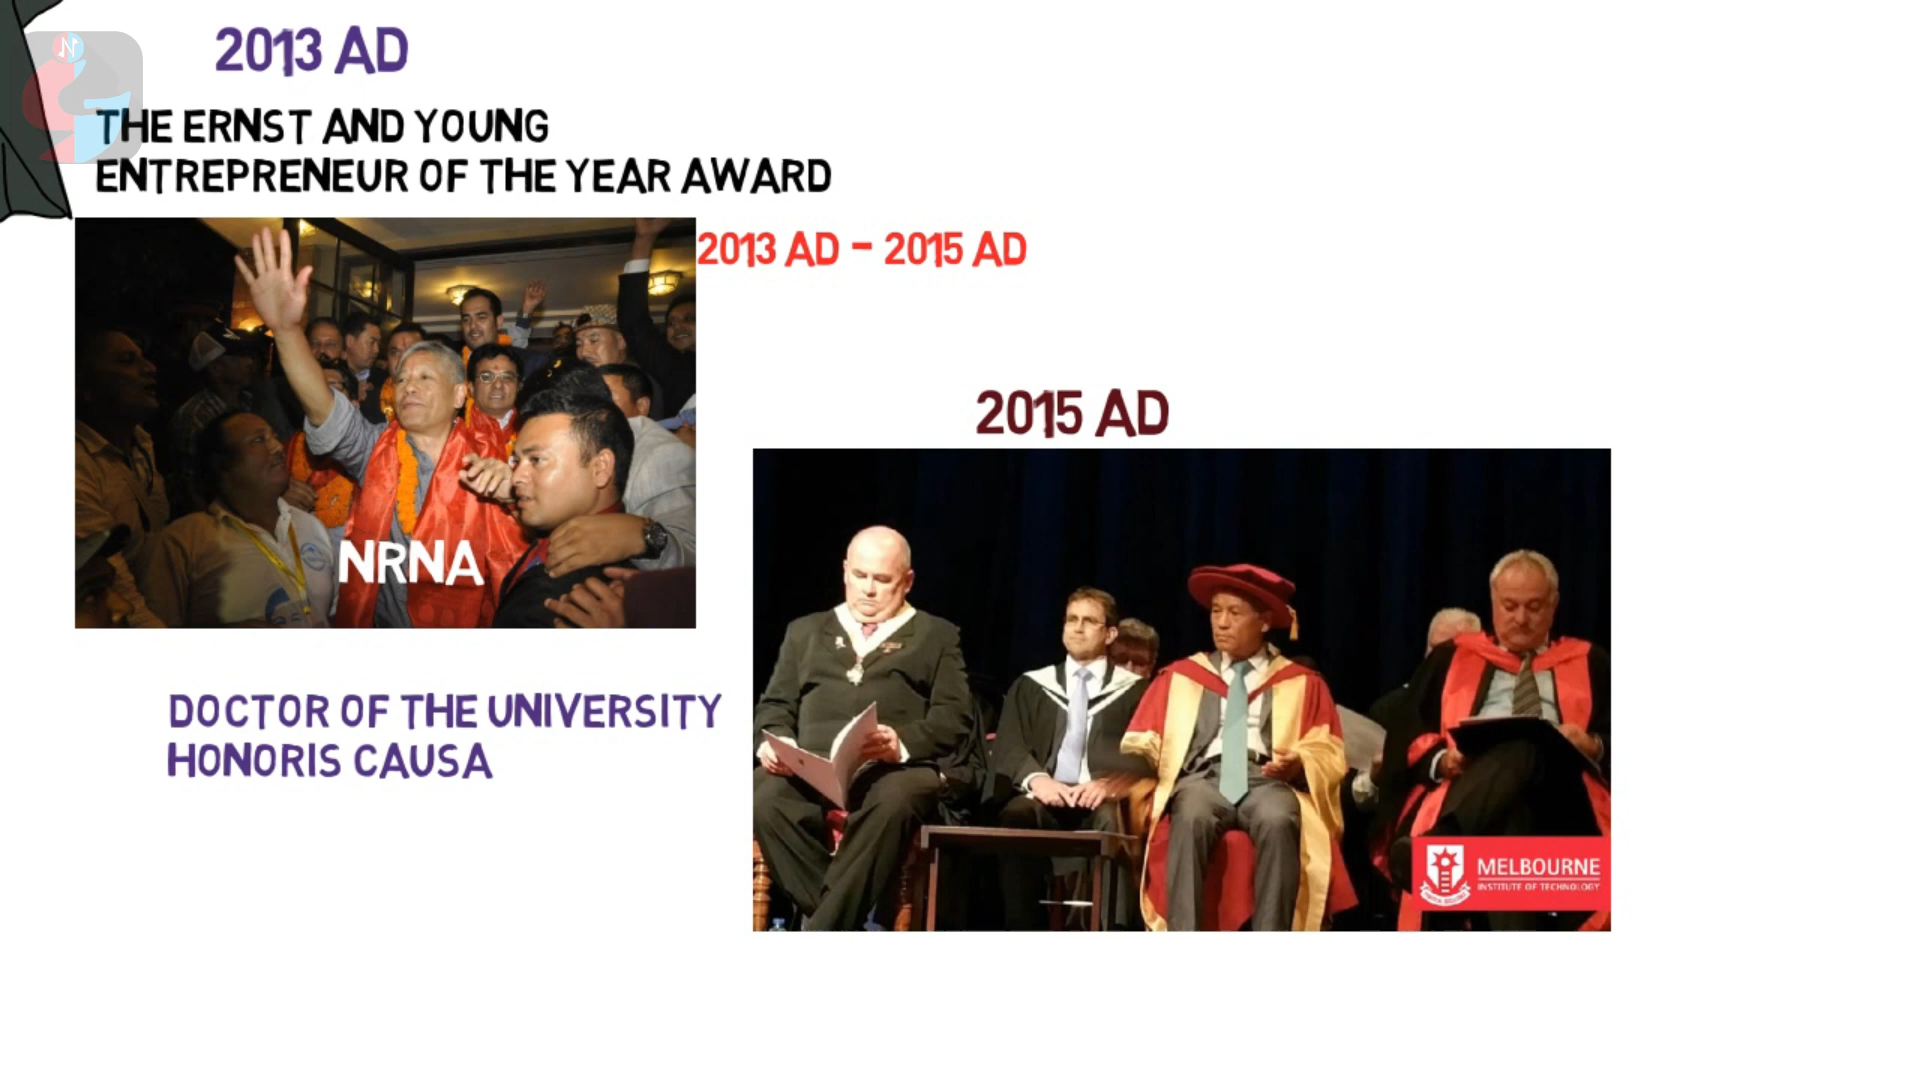 2013 AD
THE ERNST AND YOUNG
ENTREPRENEUR OF THE YEAR AWARD
2013 AD - 2015 AD
NRNA
2015 AD
DOCTOR OF THE UNIVERSITY
HONORIS CAUSA
MELBOURNE
INSTITUTE OF TECHNOLOGY